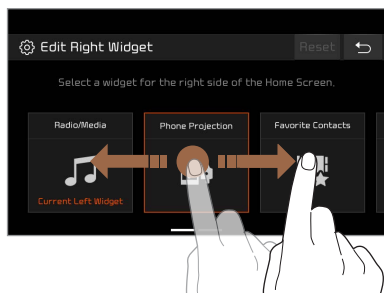 Edit Right Widget
Reset
Select a widget for the right side of the Home Screen.
Radio/Media
Phone Projection
Favorite Contacts
Current Left Widget